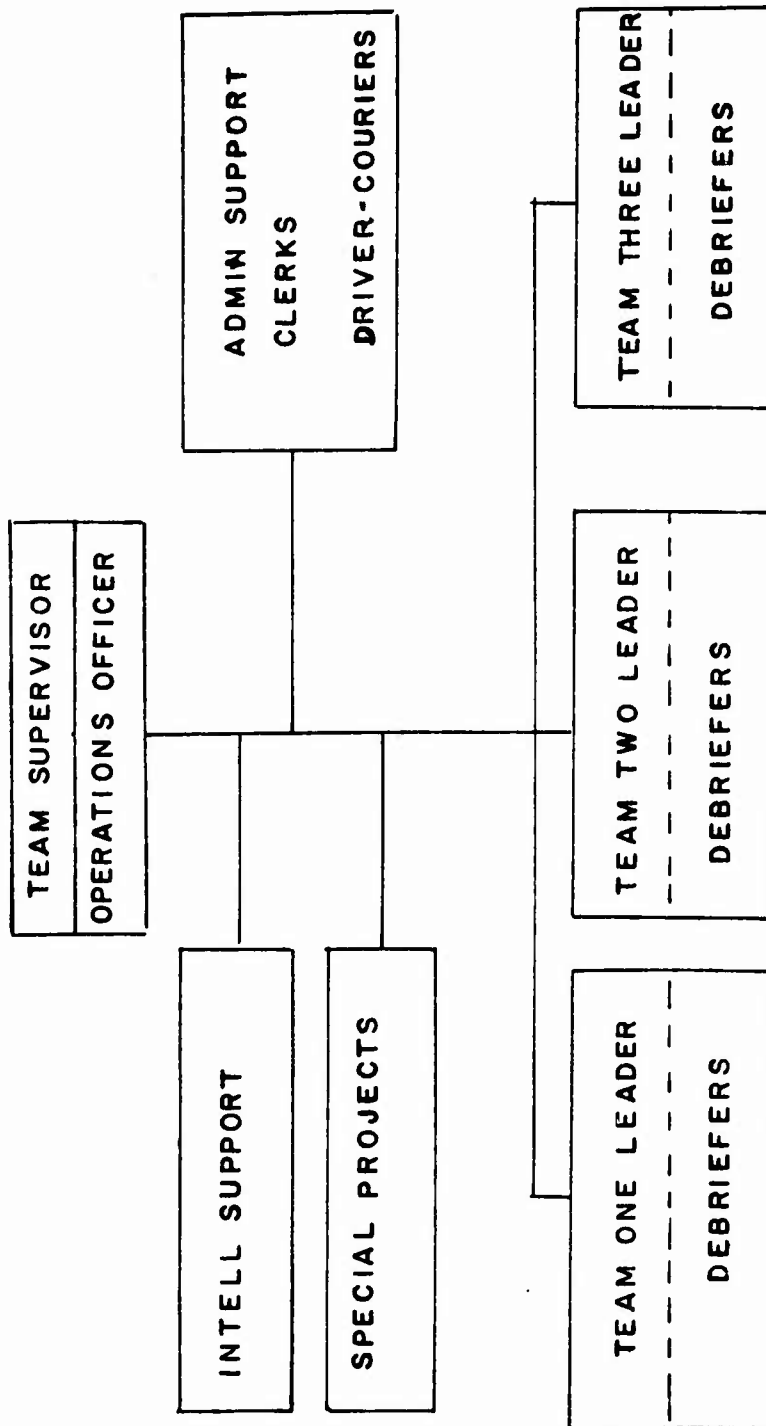 TEAM SUPERVISOR
OPERATIONS OFFICER
INTELL SUPPORT
ADMIN SUPPORT
CLERKS
DRIVER-COURIERS
SPECIAL PROJECTS
TEAM ONE LEADER
DEBRIEFERS
TEAM TWO LEADER
DEBRIEFERS
TEAM THREE LEADER
DEBRIEFERS